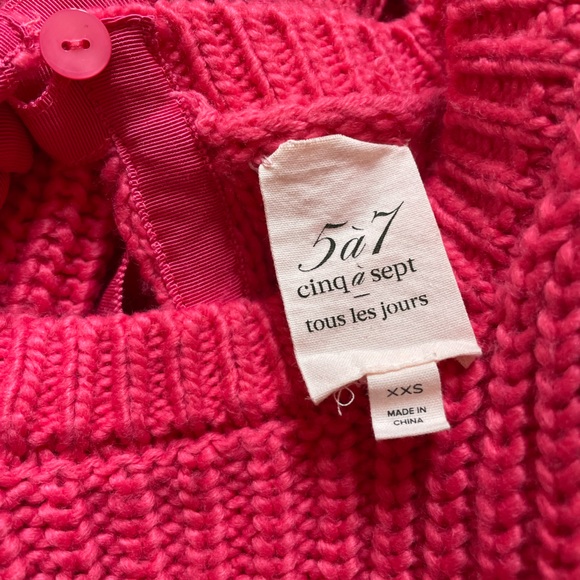 5à7
cinq à sept
tous les jours
XXS
MADE IN
CHINA